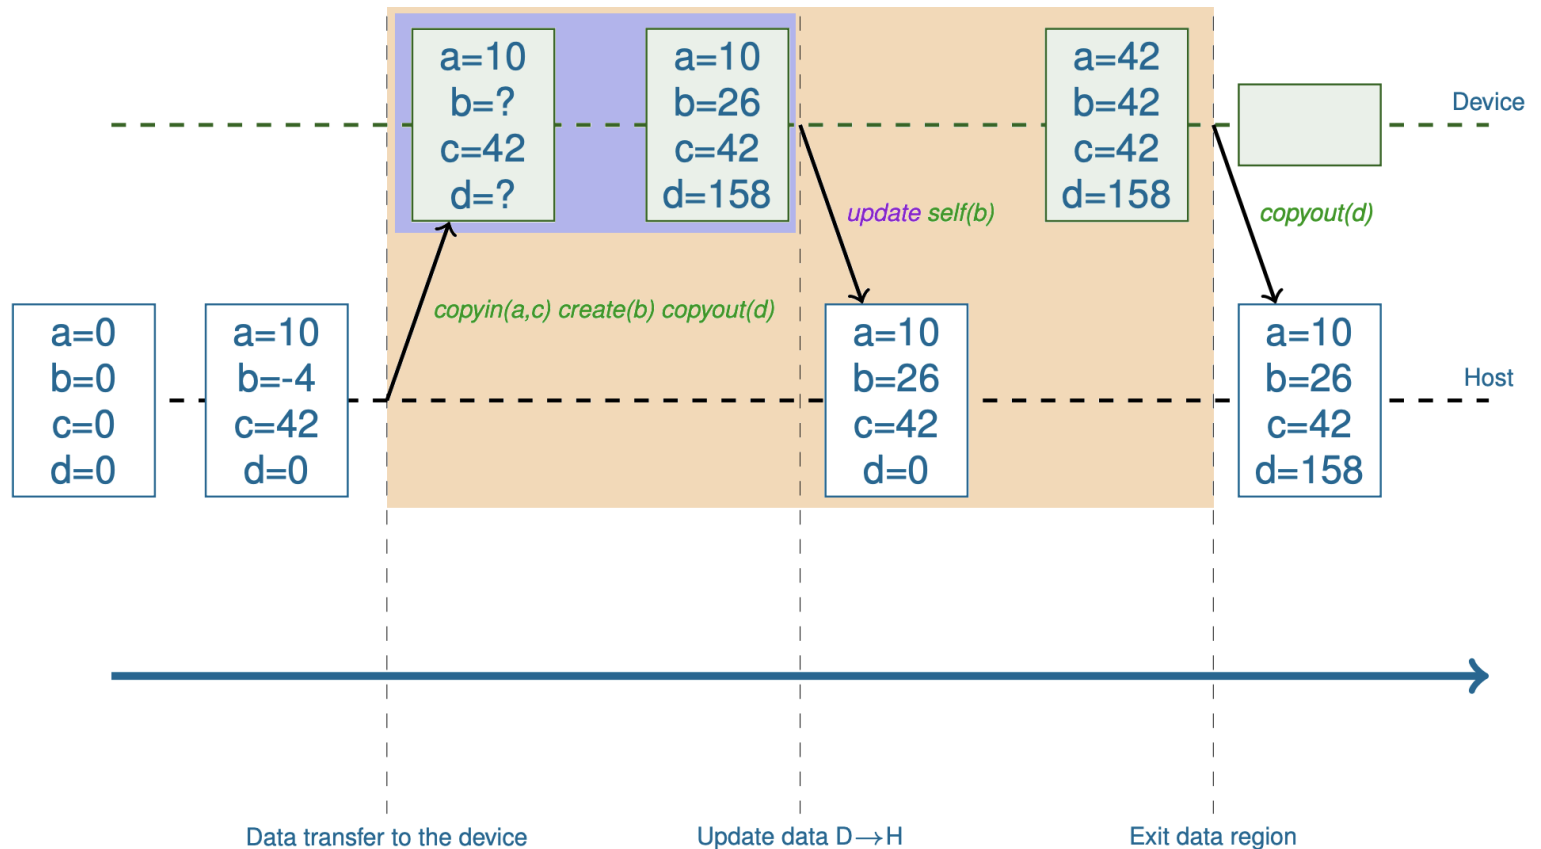 a=10
b=?
c=42
d=?
a=10
b=26
c=42
d=158
a=42
b=42
c=42
d=158
Device
update self(b)
copyout(d)
copyin(a,c) create(b) copyout(d)
a=0
b=0
c=0
d=0
a=10
b=-4
c=42
d=0
a=10
b=26
c=42
d=0
a=10
b=26
c=42
d=158
Host
Data transfer to the device
Update data D→H
Exit data region